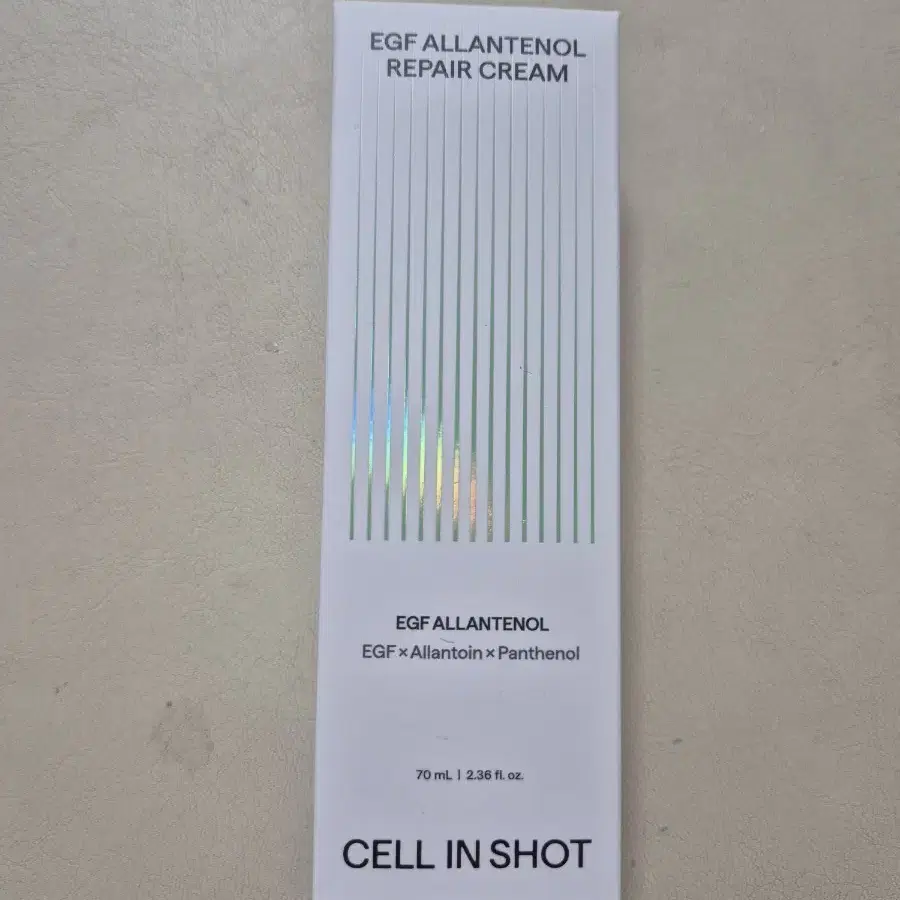 EGF ALLANTENOL
REPAIR CREAM
EGF ALLANTENOL
EGF × Allantoin × Panthenol
70 mL | 2.36 fl. oz.
CELL IN SHOT